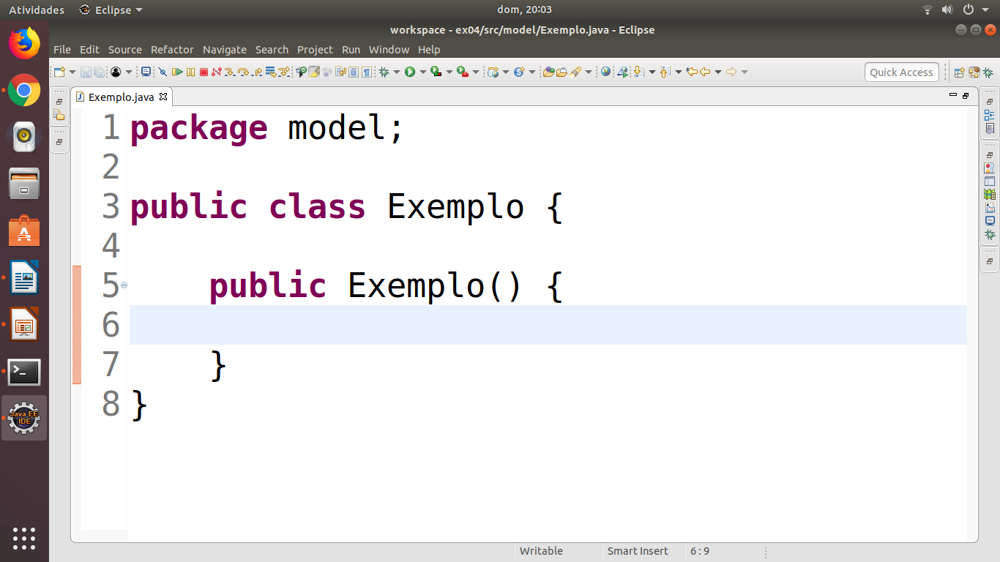 Atividades Eclipse dom, 20:03
workspace - ex04/src/model/Exemplo.java - Eclipse
File Edit Source Refactor Navigate Search Project Run Window Help
Quick Access
Exemplo.java
1 package model;
2
3 public class Exemplo {
4
5 public Exemplo() {
6
7 }
8 }
Java EE
IDE
Writable Smart Insert 6 : 9